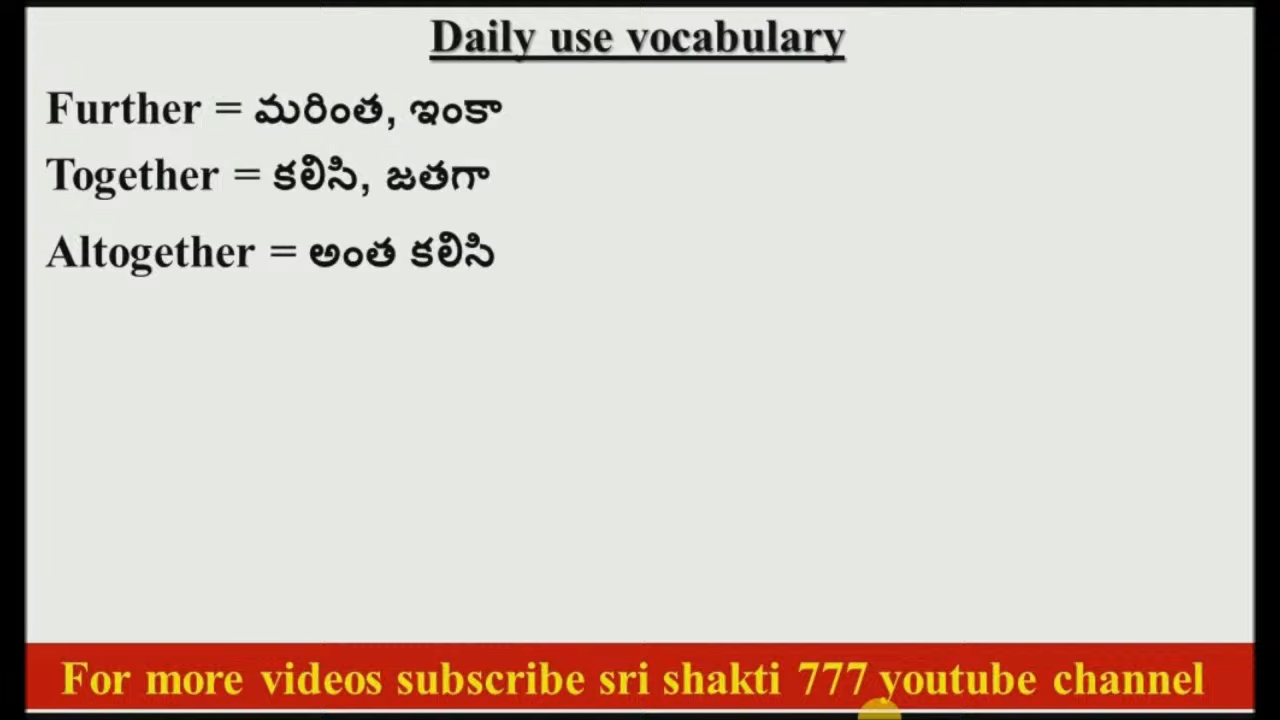 Daily use vocabulary
Further = మరింత, ఇంకా
Together = కలిసి, జతగా
Altogether = అంత కలిసి
For more videos subscribe sri shakti 777 youtube channel